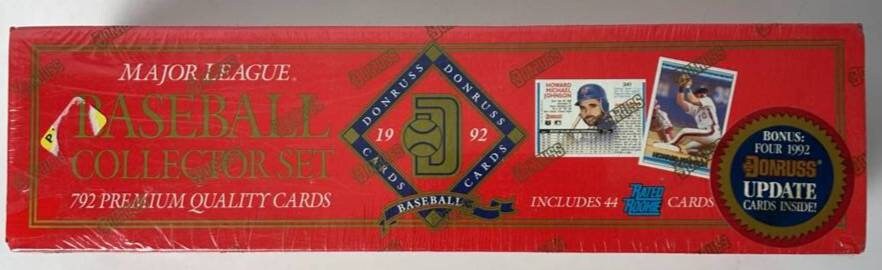 MAJOR LEAGUE
BASEBALL
COLLECTOR SET
792 PREMIUM QUALITY CARDS
DONRUSS
DONRUSS
19 92
CARDS
CARDS
BASEBALL
HOWARD
MICHAEL
JOHNSON
INCLUDES 44 RATED ROOKIE CARDS
BONUS:
FOUR 1992
DONRUSS
UPDATE
CARDS INSIDE!